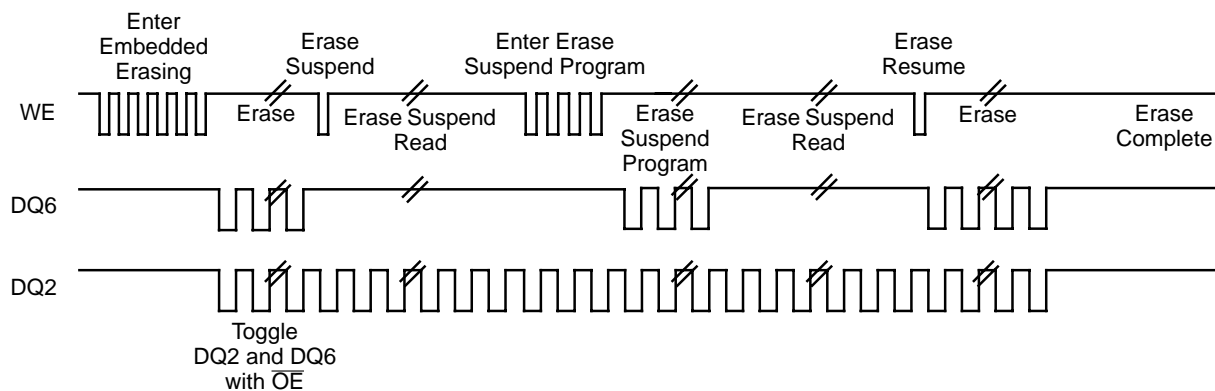 Enter
Embedded
Erasing
Erase
Suspend
Enter Erase
Suspend Program
Erase
Resume
WE
Erase
Erase Suspend
Read
Erase
Suspend
Program
Erase Suspend
Read
Erase
Erase
Complete
DQ6
DQ2
Toggle
DQ2 and DQ6
with O̅E̅